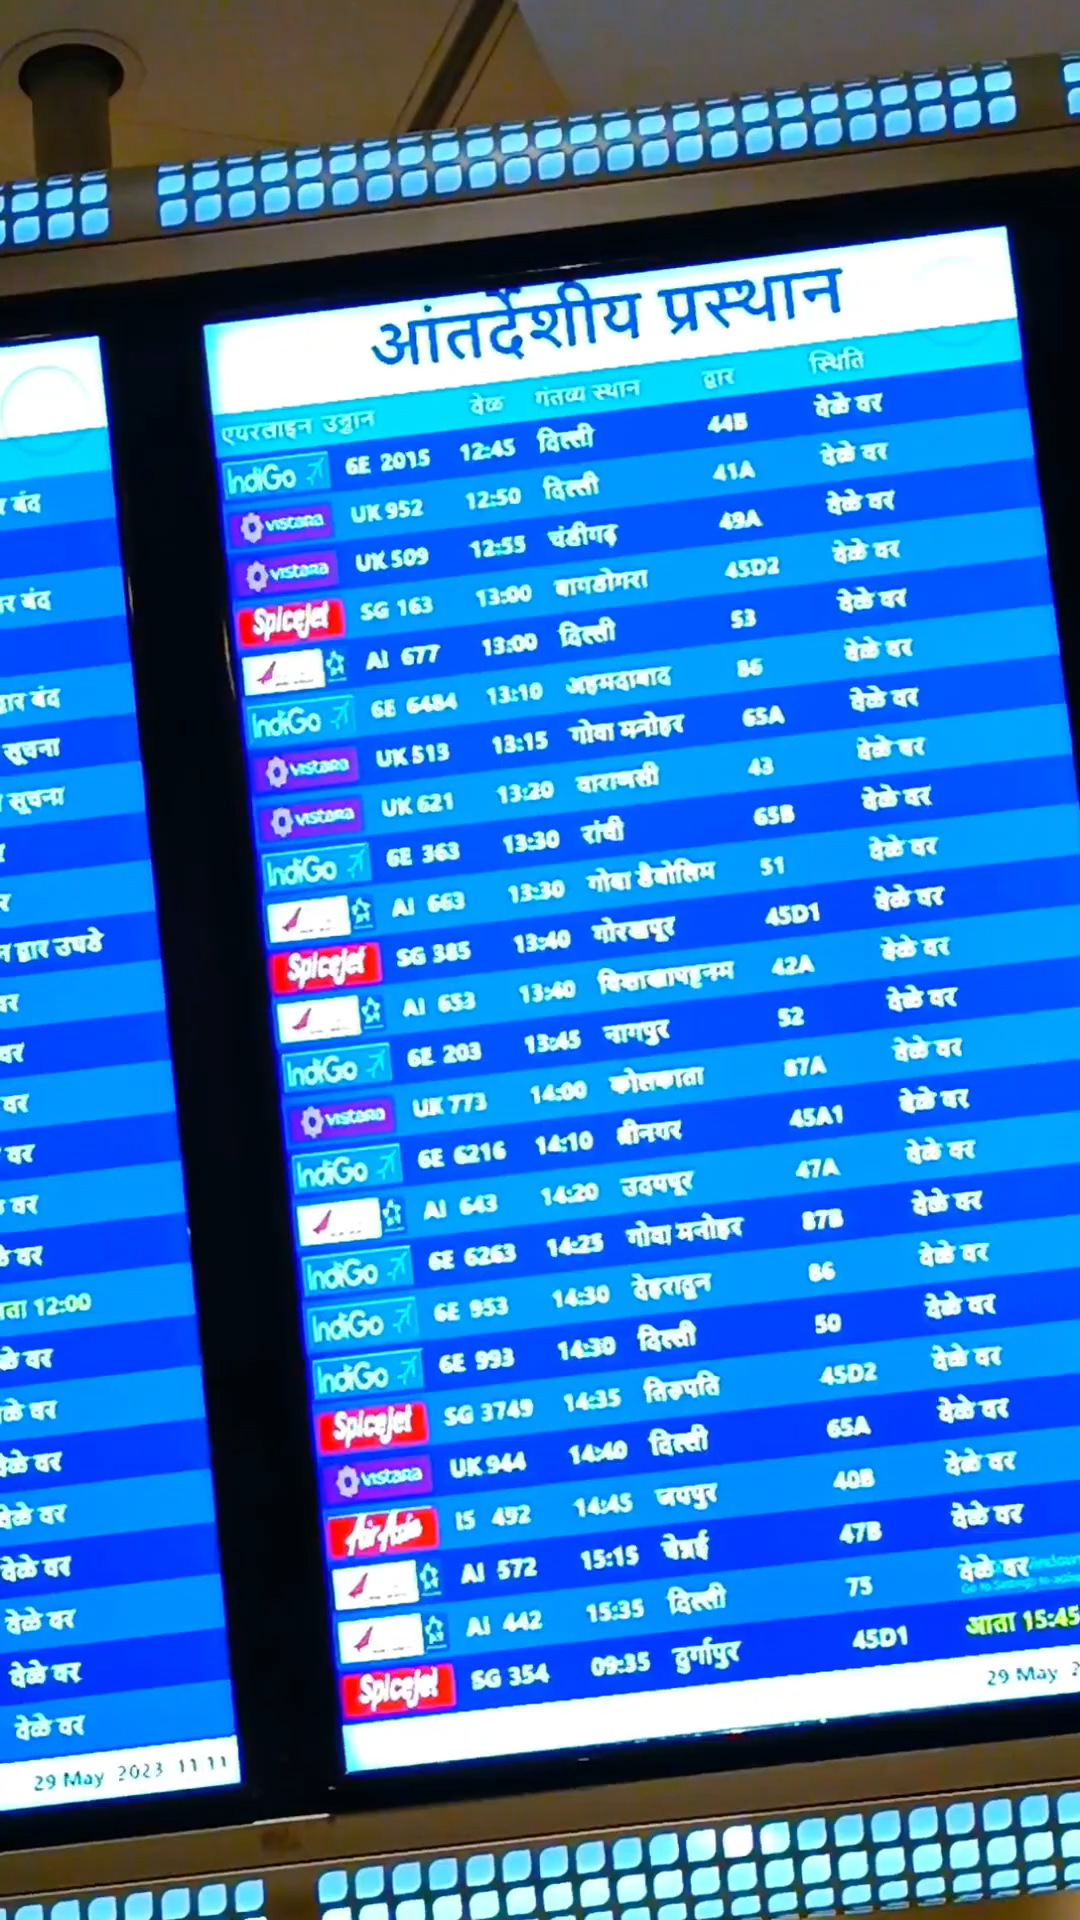 आंतर्देशीय प्रस्थान
एयरलाइन उड्डान वेळ गंतव्य स्थान द्वार स्थिति
IndiGo 6E 2015 12:45 दिल्ली 44B वेळे वर
VISTARA UK 952 12:50 दिल्ली 41A वेळे वर
VISTARA UK 509 12:55 चंडीगढ़ 49A वेळे वर
SpiceJet SG 163 13:00 बागडोगरा 45D2 वेळे वर
AI 677 13:00 दिल्ली 53 वेळे वर
IndiGo 6E 6484 13:10 अहमदाबाद 86 वेळे वर
VISTARA UK 519 13:15 गोवा मनोहर 65A वेळे वर
VISTARA UK 621 13:20 वाराणसी 43 वेळे वर
IndiGo 6E 363 13:30 रांची 65B वेळे वर
AI 663 13:30 गोवा डैबोलिम 51 वेळे वर
SpiceJet SG 385 13:40 गोरखपूर 45D1 वेळे वर
AI 653 13:40 विशाखापट्टनम 42A वेळे वर
IndiGo 6E 203 13:45 नागपुर 52 वेळे वर
VISTARA UK 773 14:00 कोलकाता 87A वेळे वर
IndiGo 6E 6216 14:10 श्रीनगर 45A1 वेळे वर
AI 643 14:20 उदयपूर 47A वेळे वर
IndiGo 6E 6263 14:25 गोवा मनोहर 87B वेळे वर
IndiGo 6E 953 14:30 देहरादून 86 वेळे वर
IndiGo 6E 993 14:30 दिल्ली 50 वेळे वर
SpiceJet SG 3749 14:35 तिरुपति 45D2 वेळे वर
VISTARA UK 944 14:40 दिल्ली 65A वेळे वर
AirAsia I5 492 14:45 जयपुर 40B वेळे वर
AI 572 15:15 चेन्नई 47B वेळे वर
AI 442 15:35 दिल्ली 75 वेळे वर
SpiceJet SG 354 09:35 दुर्गापुर 45D1 आता 15:45
29 May
बंद
बंद
बंद
सूचना
सूचना
द्वार उघडे
वर
वर
वर
वर
वर
वर
12:00
वर
वर
वर
वर
वेळे वर
वेळे वर
वेळे वर
वेळे वर
29 May 2023 11 11